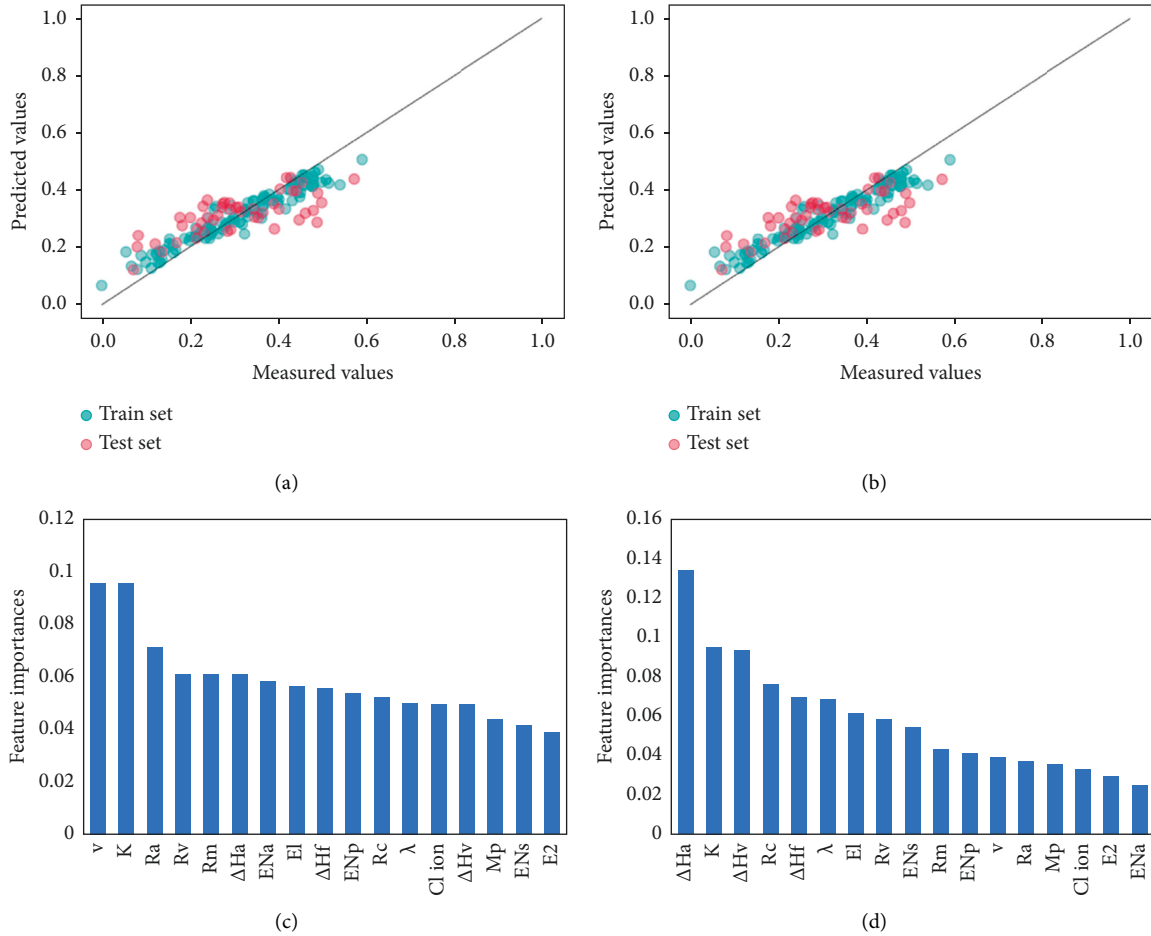 1.0
0.8
0.6
0.4
0.2
0.0
Predicted values
0.0 0.2 0.4 0.6 0.8 1.0
Measured values
Train set
Test set
(a)
1.0
0.8
0.6
0.4
0.2
0.0
Predicted values
0.0 0.2 0.4 0.6 0.8 1.0
Measured values
Train set
Test set
(b)
0.12
0.1
0.08
0.06
0.04
0.02
0
Feature importances
v K Ra Rv Rm ΔHa ENa El ΔHf ENp Rc λ Cl ion ΔHv Mp ENs E2
(c)
0.16
0.14
0.12
0.1
0.08
0.06
0.04
0.02
0
Feature importances
ΔHa K ΔHv Rc ΔHf λ El Rv ENs Rm ENp v Ra Mp Cl ion E2 ENa
(d)